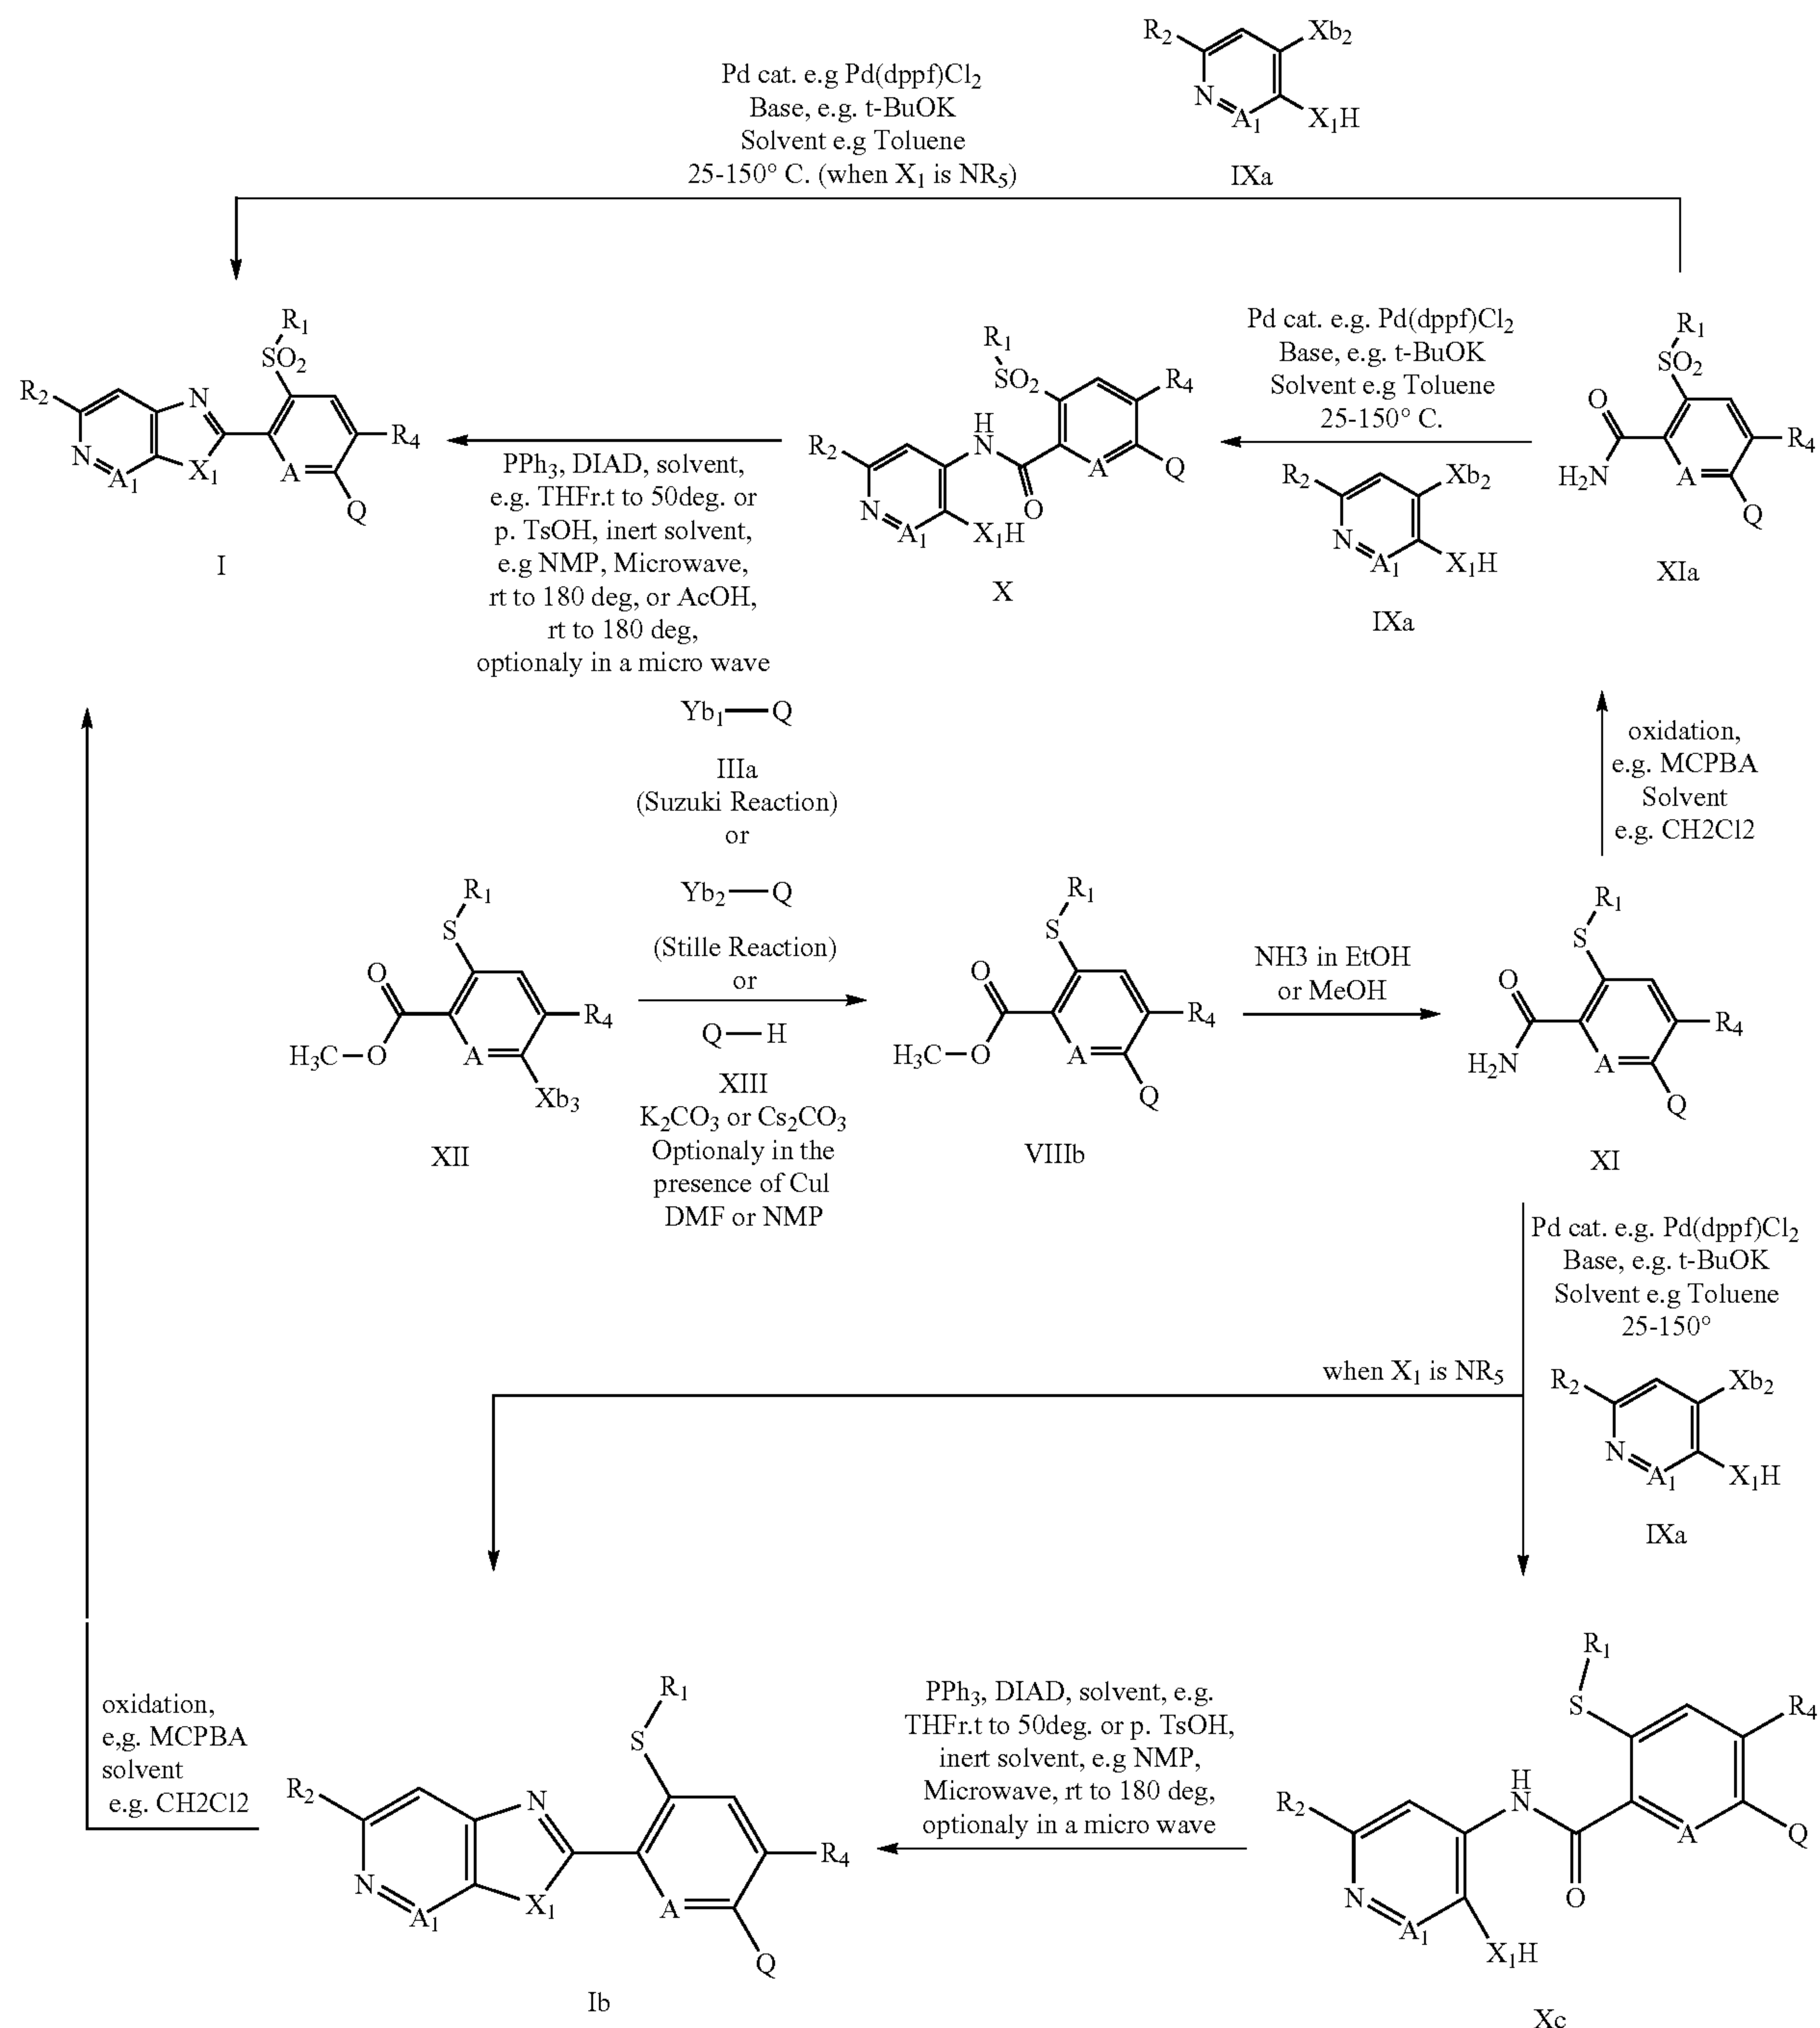 R2
Xb2
N
A1
X1H
IXa
Pd cat. e.g Pd(dppf)Cl2
Base, e.g. t-BuOK
Solvent e.g Toluene
25-150° C. (when X1 is NR5)
R1
SO2
R2
N
N
A1
X1
A
R4
Q
I
PPh3, DIAD, solvent,
e.g. THFr.t to 50deg. or
p. TsOH, inert solvent,
e.g NMP, Microwave,
rt to 180 deg, or AcOH,
rt to 180 deg,
optionaly in a micro wave
R1
SO2
R4
H
N
R2
A
Q
O
N
A1
X1H
X
Pd cat. e.g. Pd(dppf)Cl2
Base, e.g. t-BuOK
Solvent e.g Toluene
25-150° C.
R2
Xb2
N
A1
X1H
IXa
R1
SO2
O
R4
H2N
A
Q
XIa
oxidation,
e.g. MCPBA
Solvent
e.g. CH2Cl2
Yb1—Q
IIIa
(Suzuki Reaction)
or
Yb2—Q
(Stille Reaction)
or
Q—H
XIII
K2CO3 or Cs2CO3
Optionaly in the
presence of CuI
DMF or NMP
R1
S
O
R4
H3C—O
A
Xb3
XII
R1
S
O
R4
H3C—O
A
Q
VIIIb
NH3 in EtOH
or MeOH
R1
S
O
R4
H2N
A
Q
XI
Pd cat. e.g. Pd(dppf)Cl2
Base, e.g. t-BuOK
Solvent e.g Toluene
25-150°
when X1 is NR5
R2
Xb2
N
A1
X1H
IXa
oxidation,
e,g. MCPBA
solvent
e.g. CH2Cl2
R1
S
R2
N
N
A1
X1
A
R4
Q
Ib
PPh3, DIAD, solvent, e.g.
THFr.t to 50deg. or p. TsOH,
inert solvent, e.g NMP,
Microwave, rt to 180 deg,
optionaly in a micro wave
R1
S
R4
H
N
R2
A
Q
N
O
A1
X1H
Xc